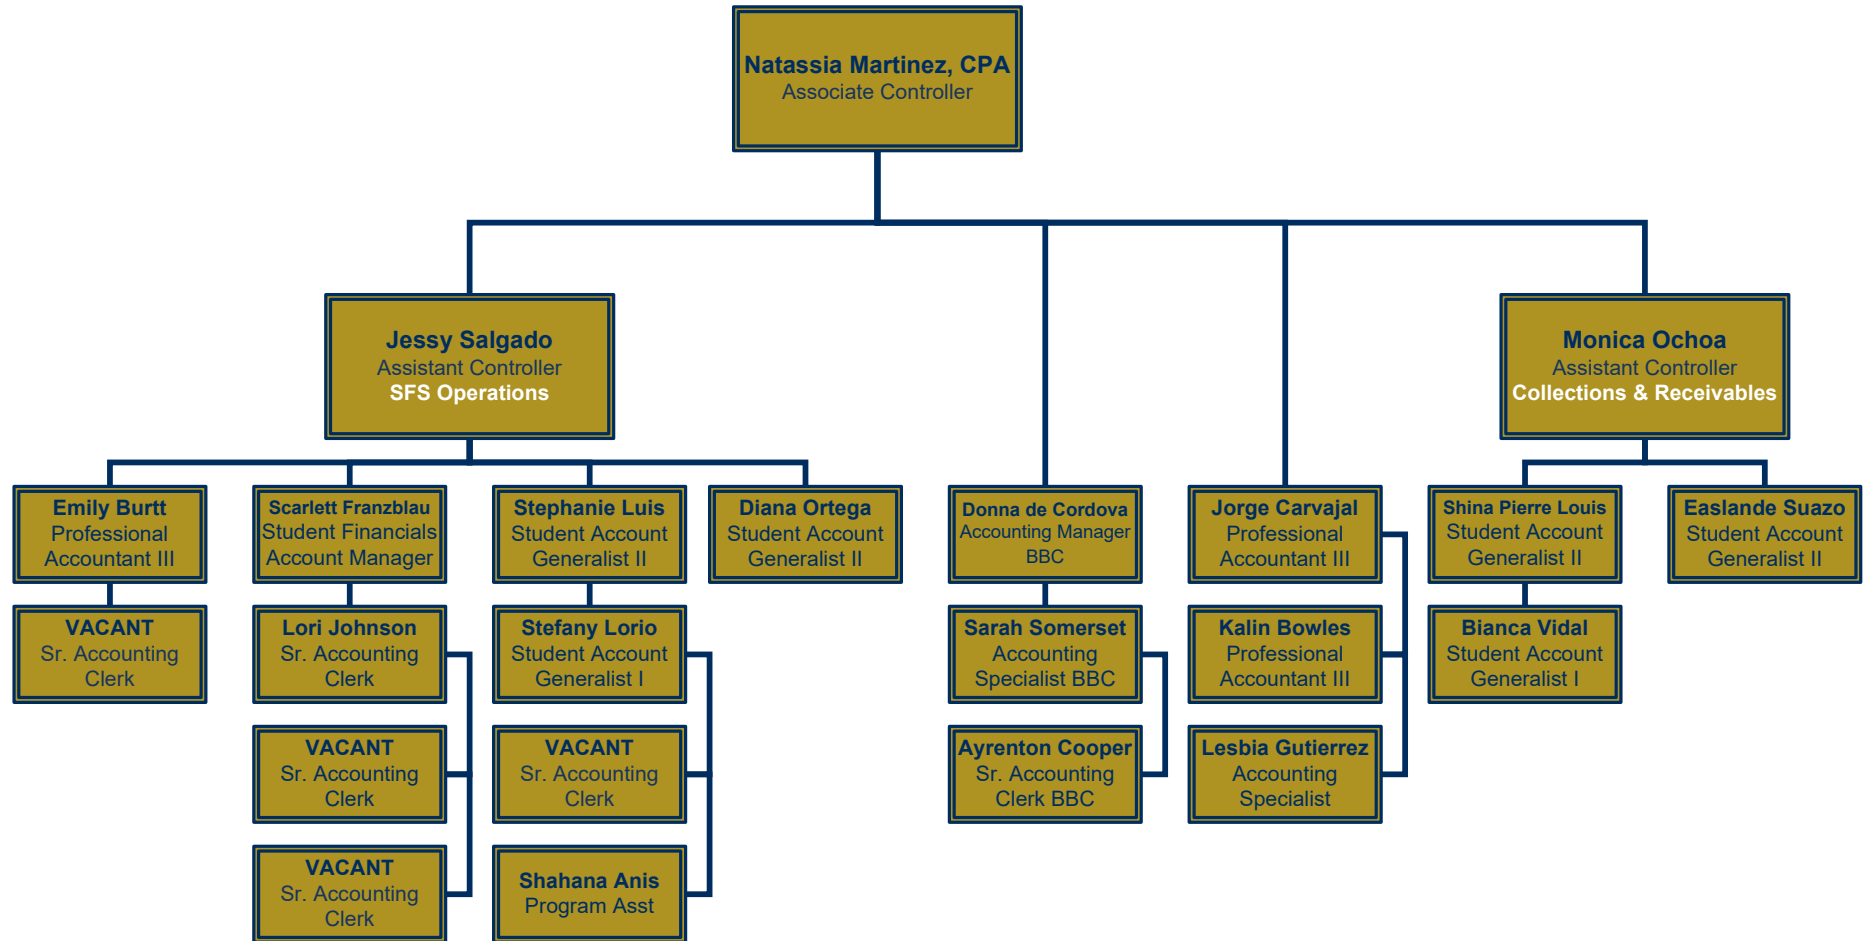 Natassia Martinez, CPA
Associate Controller
Jessy Salgado
Assistant Controller
SFS Operations
Monica Ochoa
Assistant Controller
Collections & Receivables
Emily Burtt
Professional
Accountant III
Scarlett Franzblau
Student Financials
Account Manager
Stephanie Luis
Student Account
Generalist II
Diana Ortega
Student Account
Generalist II
Donna de Cordova
Accounting Manager
BBC
Jorge Carvajal
Professional
Accountant III
Shina Pierre Louis
Student Account
Generalist II
Easlande Suazo
Student Account
Generalist II
VACANT
Sr. Accounting
Clerk
Lori Johnson
Sr. Accounting
Clerk
Stefany Lorio
Student Account
Generalist I
Sarah Somerset
Accounting
Specialist BBC
Kalin Bowles
Professional
Accountant III
Bianca Vidal
Student Account
Generalist I
VACANT
Sr. Accounting
Clerk
VACANT
Sr. Accounting
Clerk
Ayrenton Cooper
Sr. Accounting
Clerk BBC
Lesbia Gutierrez
Accounting
Specialist
VACANT
Sr. Accounting
Clerk
Shahana Anis
Program Asst